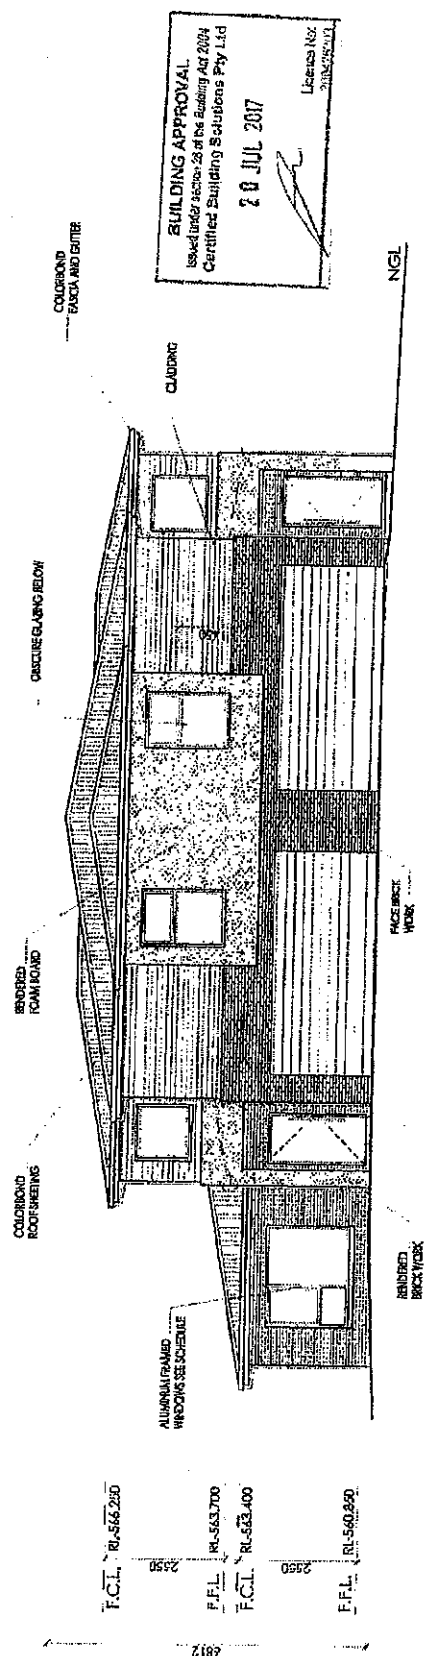 BUILDING APPROVAL
Issued under section 28 of the Building Act 2004
Certified Building Solutions Pty Ltd
20 JUL 2017
Licence No:
COLORBOND
FASCIA AND GUTTER
CLADDING
NGL
OBSCURE GLAZING BELOW
450
RENDERED
FOAM BOARD
FACE BRICK
WORK
COLORBOND
ROOF SHEETING
RENDERED
BRICK WORK
ALUMINIUM FRAMED
WINDOWS SEE SCHEDULE
F.C.L. RL-566.250
2550
F.F.L. RL-563.700
F.C.L. RL-563.400
2550
F.F.L. RL-560.850
6812